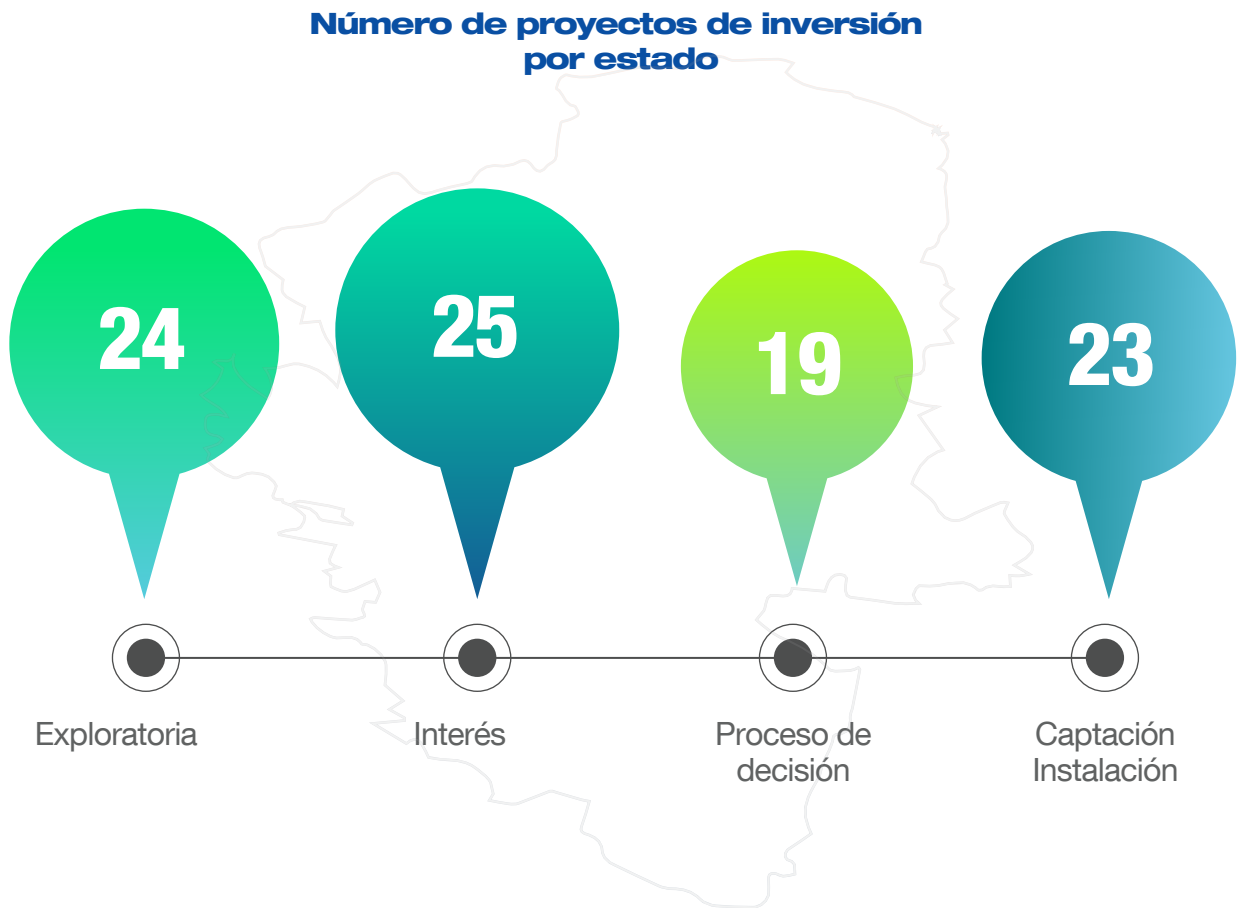 Número de proyectos de inversión
por estado
24
25
19
23
Exploratoria
Interés
Proceso de
decisión
Captación
Instalación